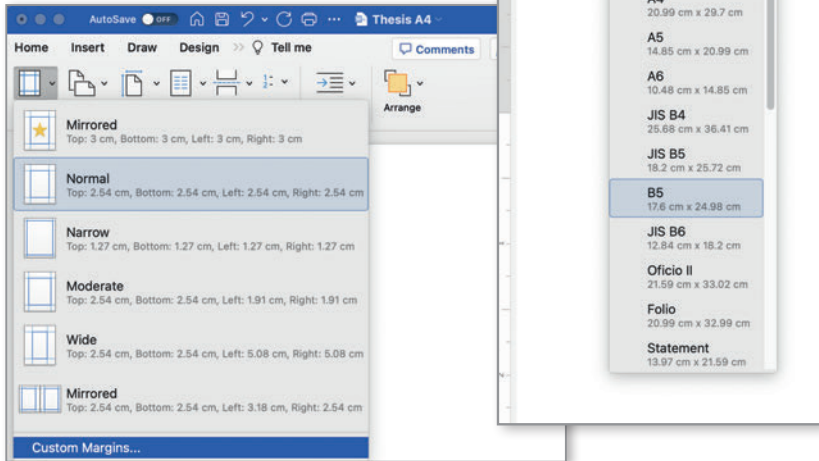 AutoSave OFF Thesis A4
Home Insert Draw Design Tell me Comments
Arrange
Mirrored
Top: 3 cm, Bottom: 3 cm, Left: 3 cm, Right: 3 cm
Normal
Top: 2.54 cm, Bottom: 2.54 cm, Left: 2.54 cm, Right: 2.54 cm
Narrow
Top: 1.27 cm, Bottom: 1.27 cm, Left: 1.27 cm, Right: 1.27 cm
Moderate
Top: 2.54 cm, Bottom: 2.54 cm, Left: 1.91 cm, Right: 1.91 cm
Wide
Top: 2.54 cm, Bottom: 2.54 cm, Left: 5.08 cm, Right: 5.08 cm
Mirrored
Top: 2.54 cm, Bottom: 2.54 cm, Left: 3.18 cm, Right: 2.54 cm
Custom Margins...
A4
20.99 cm x 29.7 cm
A5
14.85 cm x 20.99 cm
A6
10.48 cm x 14.85 cm
JIS B4
25.68 cm x 36.41 cm
JIS B5
18.2 cm x 25.72 cm
B5
17.6 cm x 24.98 cm
JIS B6
12.84 cm x 18.2 cm
Oficio II
21.59 cm x 33.02 cm
Folio
20.99 cm x 32.99 cm
Statement
13.97 cm x 21.59 cm